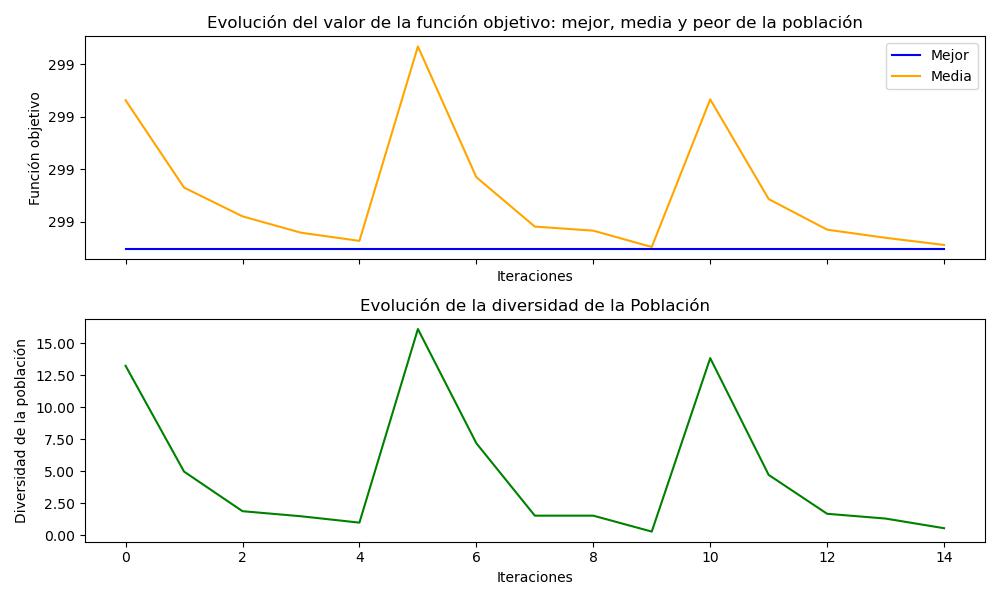 Evolución del valor de la función objetivo: mejor, media y peor de la población
Función objetivo
299
299
299
299
Mejor
Media
Iteraciones
Evolución de la diversidad de la Población
Diversidad de la población
15.00
12.50
10.00
7.50
5.00
2.50
0.00
0 2 4 6 8 10 12 14
Iteraciones